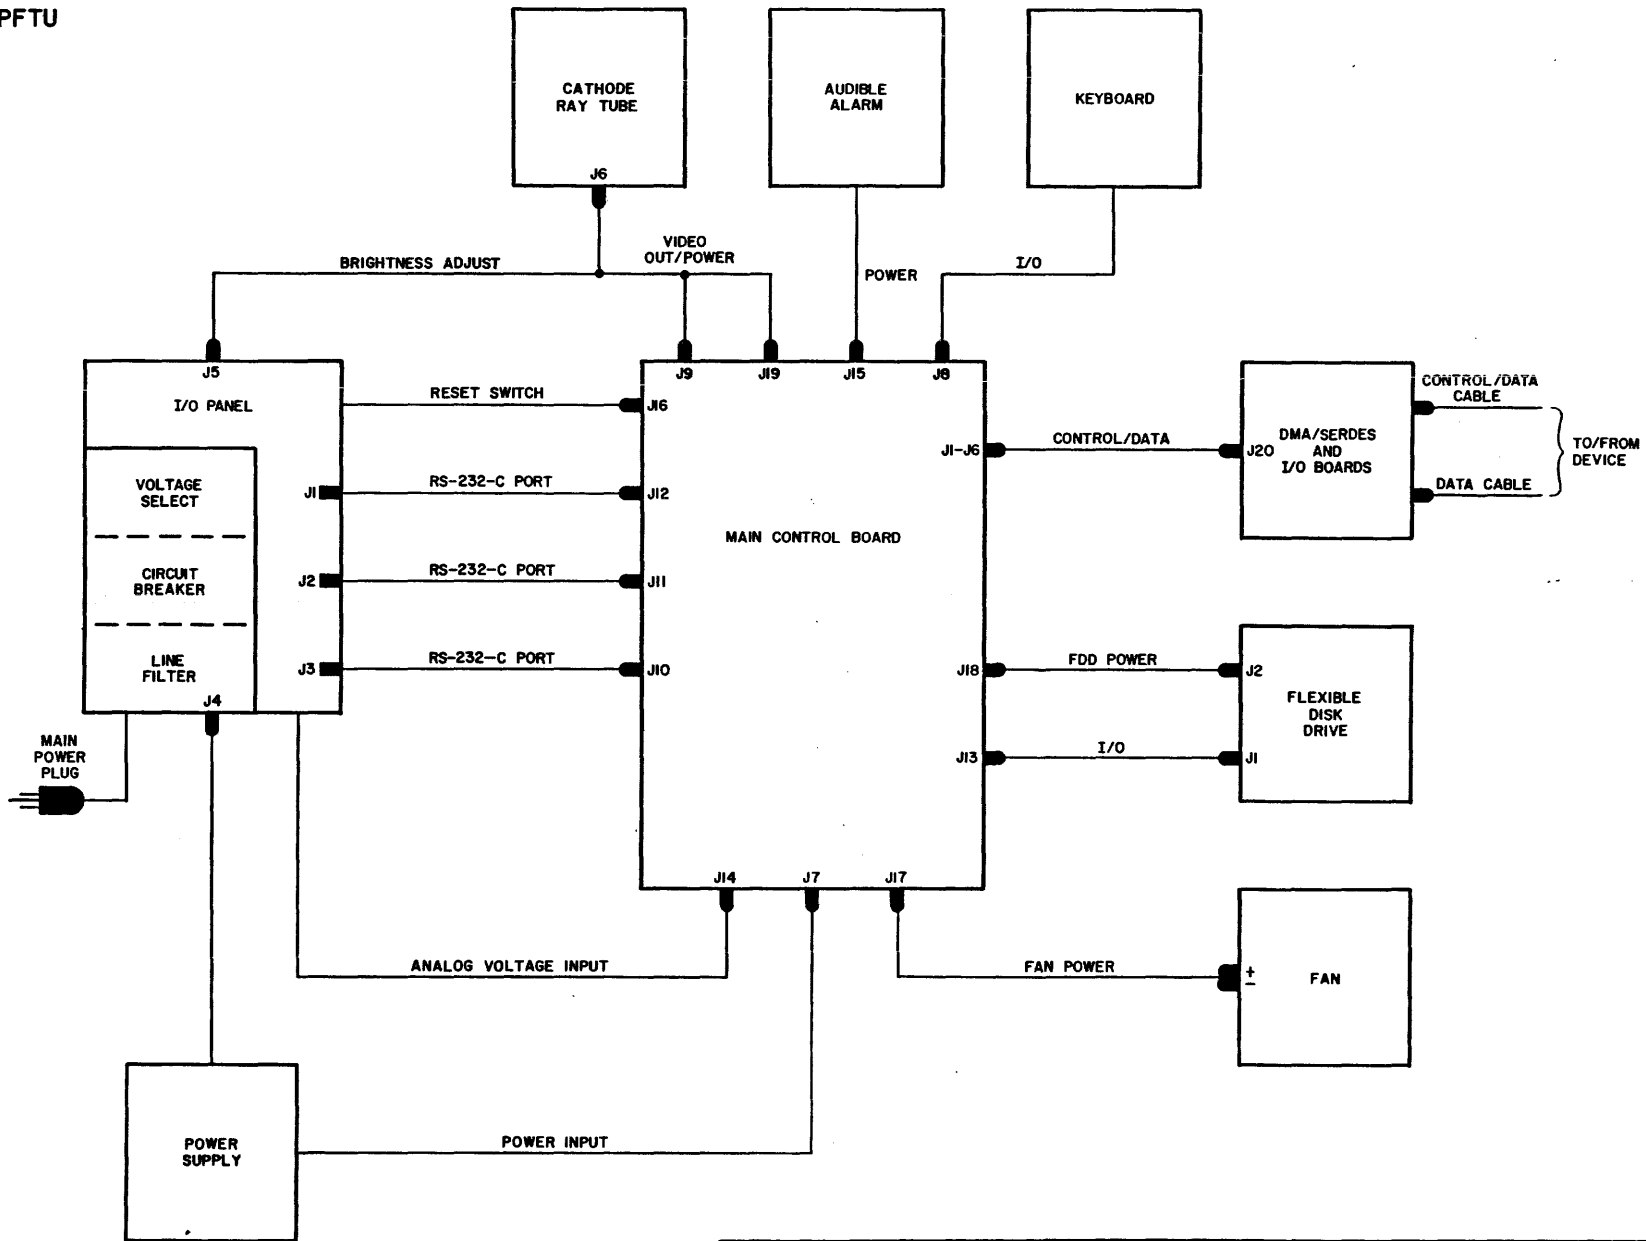 PFTU
CATHODE
RAY TUBE
J6
AUDIBLE
ALARM
KEYBOARD
BRIGHTNESS ADJUST
VIDEO
OUT/POWER
POWER
I/O
J5
I/O PANEL
VOLTAGE
SELECT
CIRCUIT
BREAKER
LINE
FILTER
J4
J1
J2
J3
MAIN
POWER
PLUG
RESET SWITCH
RS-232-C PORT
RS-232-C PORT
RS-232-C PORT
J9
J19
J15
J8
J16
J12
J11
J10
MAIN CONTROL BOARD
J1-J6
J18
J13
J14
J7
J17
CONTROL/DATA
J20
DMA/SERDES
AND
I/O BOARDS
CONTROL/DATA
CABLE
DATA CABLE
TO/FROM
DEVICE
FDD POWER
I/O
J2
J1
FLEXIBLE
DISK
DRIVE
ANALOG VOLTAGE INPUT
FAN POWER
+
-
FAN
POWER INPUT
POWER
SUPPLY